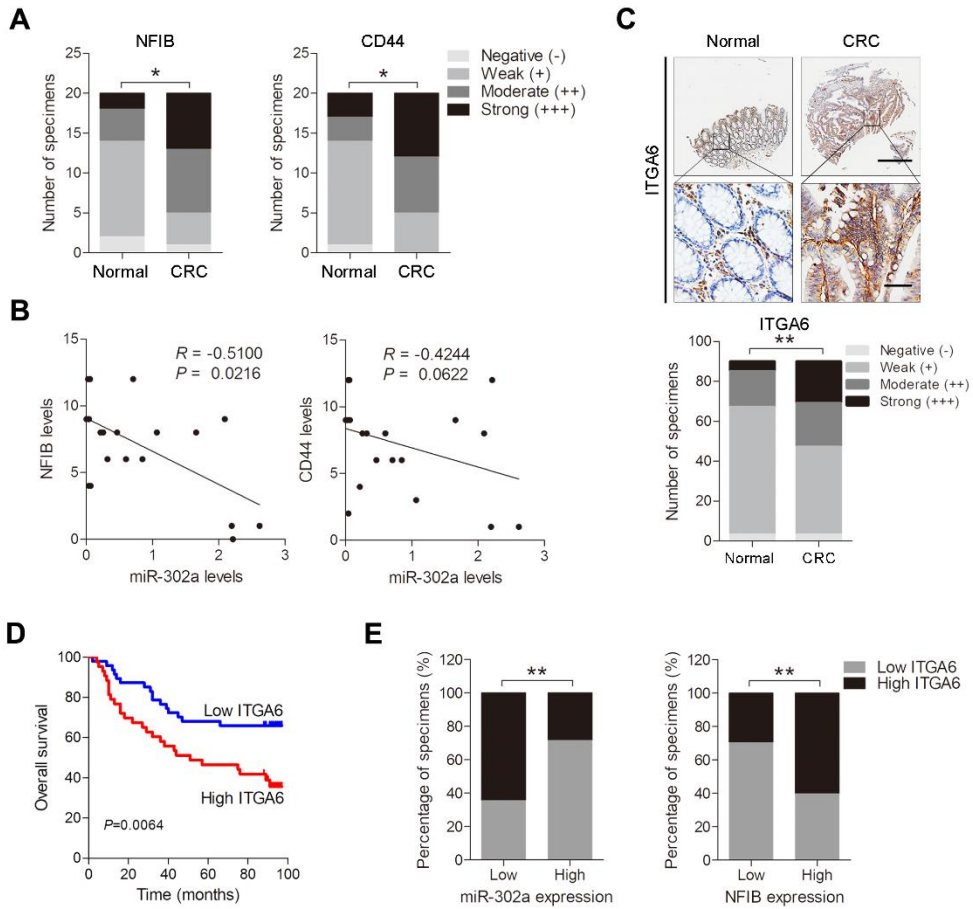 A
NFIB
Number of specimens
25
20
15
10
5
0
*
Normal CRC
CD44
Number of specimens
25
20
15
10
5
0
*
Normal CRC
Negative (-)
Weak (+)
Moderate (++)
Strong (+++)
B
NFIB levels
15
10
5
0
R = -0.5100
P = 0.0216
0 1 2 3
miR-302a levels
CD44 levels
15
10
5
0
R = -0.4244
P = 0.0622
0 1 2 3
miR-302a levels
C
Normal CRC
ITGA6
ITGA6
Number of specimens
100
80
60
40
20
0
**
Normal CRC
Negative (-)
Weak (+)
Moderate (++)
Strong (+++)
D
Overall survival
100
80
60
40
20
0
Low ITGA6
High ITGA6
P=0.0064
0 20 40 60 80 100
Time (months)
E
Percentage of specimens (%)
120
100
80
60
40
20
0
**
Low High
miR-302a expression
Percentage of specimens (%)
120
100
80
60
40
20
0
**
Low High
NFIB expression
Low ITGA6
High ITGA6